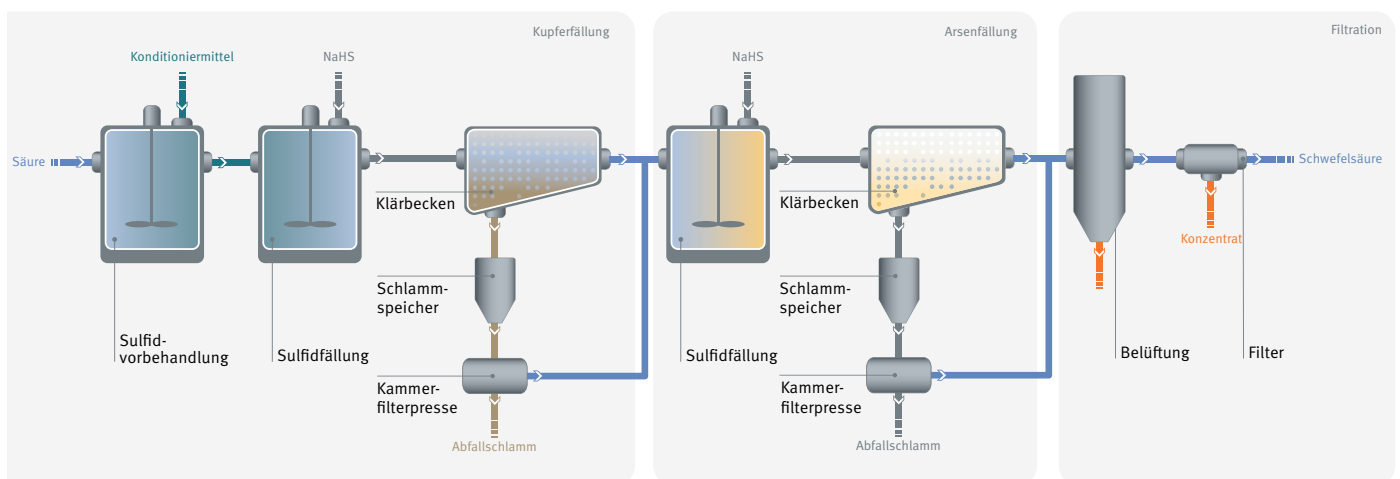 Kupferfällung
Arsenfällung
Filtration
Konditioniermittel
NaHS
NaHS
Säure
Schwefelsäure
Klärbecken
Klärbecken
Konzentrat
Schlamm-
speicher
Schlamm-
speicher
Sulfid-
vorbehandlung
Sulfidfällung
Sulfidfällung
Belüftung
Filter
Kammer-
filterpresse
Kammer-
filterpresse
Abfallschlamm
Abfallschlamm